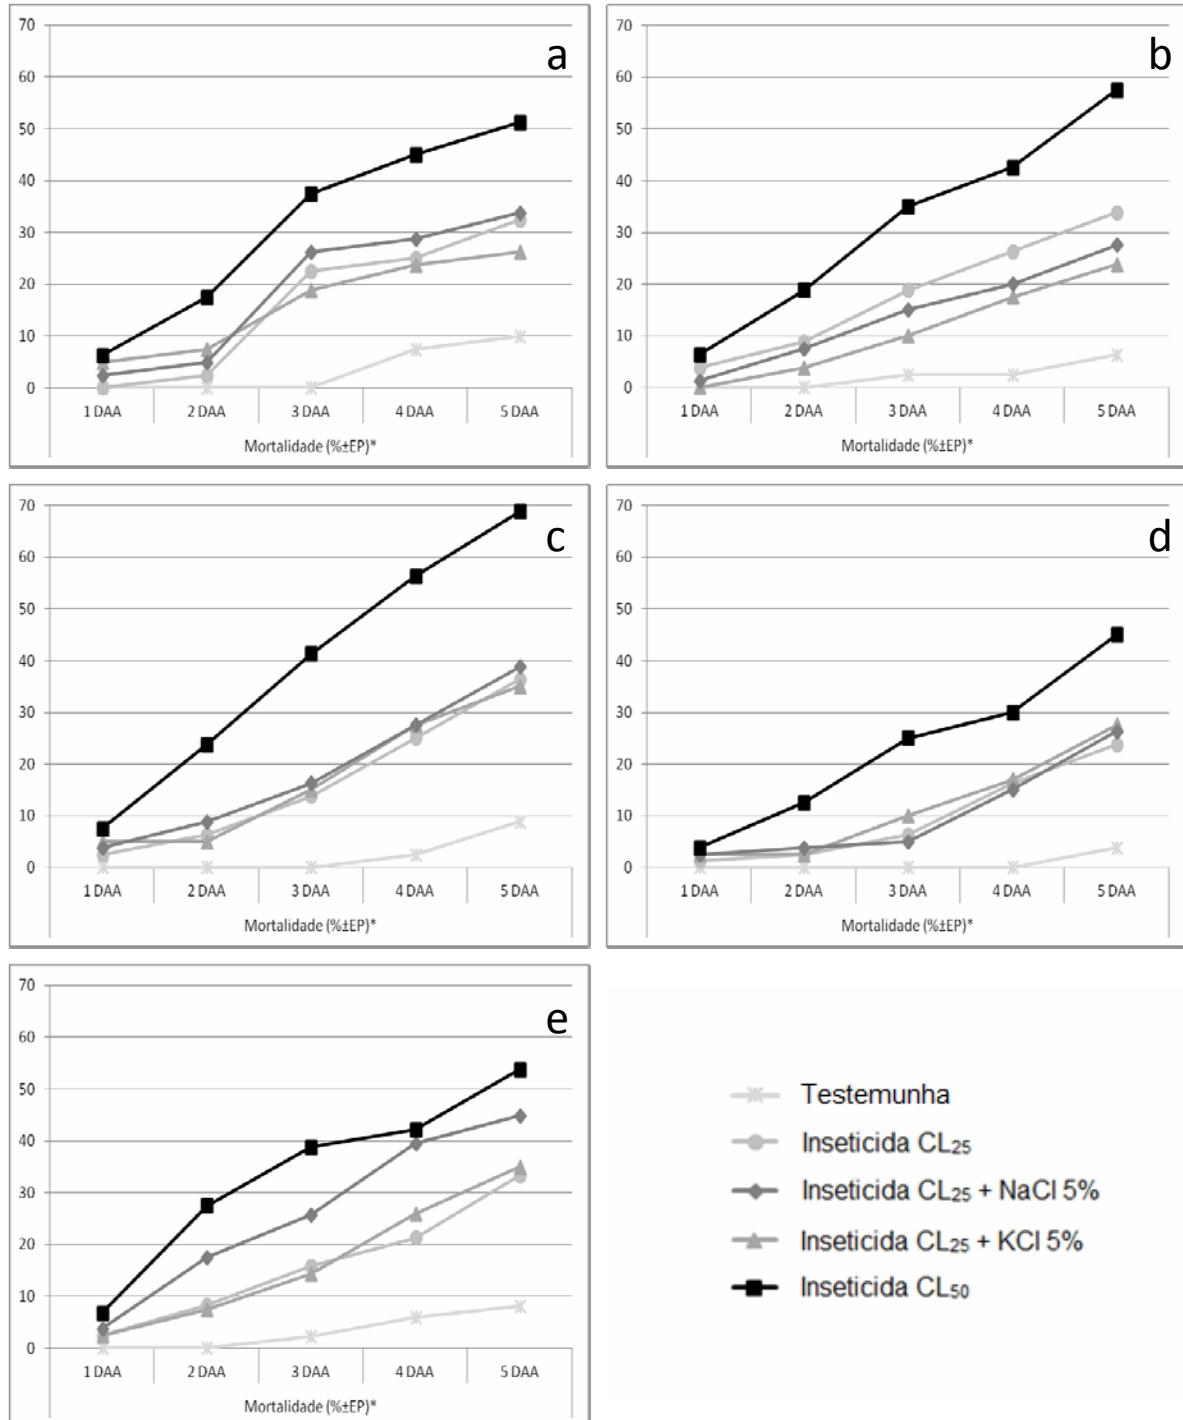 a
70
60
50
40
30
20
10
0
1 DAA 2 DAA 3 DAA 4 DAA 5 DAA
Mortalidade (%±EP)*
b
70
60
50
40
30
20
10
0
1 DAA 2 DAA 3 DAA 4 DAA 5 DAA
Mortalidade (%±EP)*
c
70
60
50
40
30
20
10
0
1 DAA 2 DAA 3 DAA 4 DAA 5 DAA
Mortalidade (%±EP)*
d
70
60
50
40
30
20
10
0
1 DAA 2 DAA 3 DAA 4 DAA 5 DAA
Mortalidade (%±EP)*
e
70
60
50
40
30
20
10
0
1 DAA 2 DAA 3 DAA 4 DAA 5 DAA
Mortalidade (%±EP)*
Testemunha
Inseticida CL₂₅
Inseticida CL₂₅ + NaCl 5%
Inseticida CL₂₅ + KCl 5%
Inseticida CL₅₀